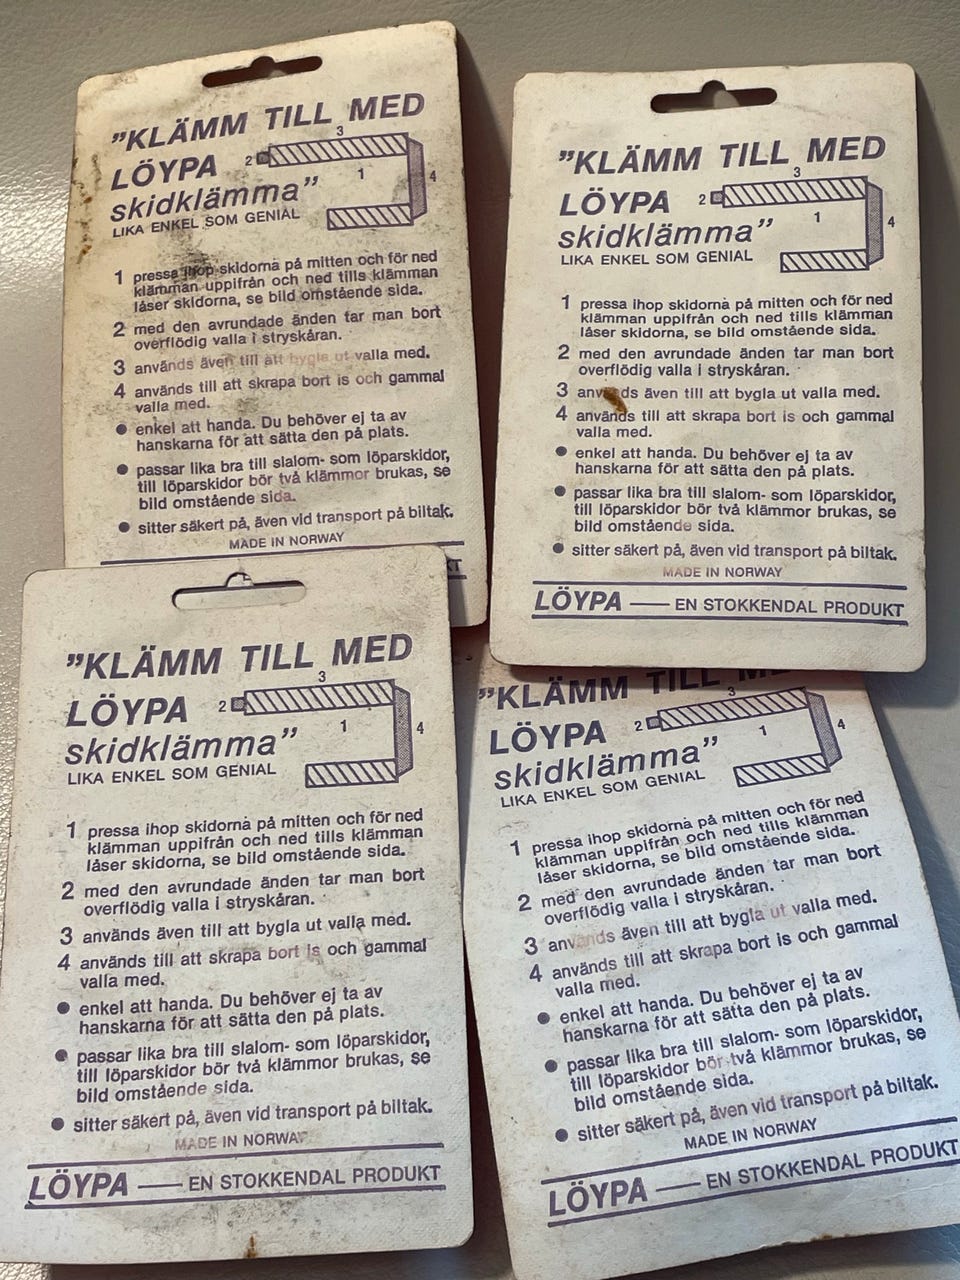 ”KLÄMM TILL MED
LÖYPA
skidklämma”
LIKA ENKEL SOM GENIAL
3
2
1
4
1 pressa ihop skidorna på mitten och för ned
klämman uppifrån och ned tills klämman
låser skidorna, se bild omstående sida.
2 med den avrundade änden tar man bort
overflödig valla i stryskåran.
3 används även till att bygla ut valla med.
4 används till att skrapa bort is och gammal
valla med.
● enkel att handa. Du behöver ej ta av
hanskarna för att sätta den på plats.
● passar lika bra till slalom- som löparskidor,
till löparskidor bör två klämmor brukas, se
bild omstående sida.
● sitter säkert på, även vid transport på biltak.
MADE IN NORWAY
KT
”KLÄMM TILL MED
LÖYPA
skidklämma”
LIKA ENKEL SOM GENIAL
3
2
1
4
1 pressa ihop skidorna på mitten och för ned
klämman uppifrån och ned tills klämman
låser skidorna, se bild omstående sida.
2 med den avrundade änden tar man bort
overflödig valla i stryskåran.
3 används även till att bygla ut valla med.
4 används till att skrapa bort is och gammal
valla med.
● enkel att handa. Du behöver ej ta av
hanskarna för att sätta den på plats.
● passar lika bra till slalom- som löparskidor,
till löparskidor bör två klämmor brukas, se
bild omstående sida.
● sitter säkert på, även vid transport på biltak.
MADE IN NORWAY
LÖYPA — EN STOKKENDAL PRODUKT
”KLÄMM TILL MED
LÖYPA
skidklämma”
LIKA ENKEL SOM GENIAL
3
2
1
4
1 pressa ihop skidorna på mitten och för ned
klämman uppifrån och ned tills klämman
låser skidorna, se bild omstående sida.
2 med den avrundade änden tar man bort
overflödig valla i stryskåran.
3 används även till att bygla ut valla med.
4 används till att skrapa bort is och gammal
valla med.
● enkel att handa. Du behöver ej ta av
hanskarna för att sätta den på plats.
● passar lika bra till slalom- som löparskidor,
till löparskidor bör två klämmor brukas, se
bild omstående sida.
● sitter säkert på, även vid transport på biltak.
MADE IN NORWAY
LÖYPA — EN STOKKENDAL PRODUKT
”KLÄMM TILL ME
LÖYPA
skidklämma”
LIKA ENKEL SOM GENIAL
3
2
1
4
1 pressa ihop skidorna på mitten och för ned
klämman uppifrån och ned tills klämman
låser skidorna, se bild omstående sida.
2 med den avrundade änden tar man bort
overflödig valla i stryskåran.
3 används även till att bygla ut valla med.
4 används till att skrapa bort is och gammal
valla med.
● enkel att handa. Du behöver ej ta av
hanskarna för att sätta den på plats.
● passar lika bra till slalom- som löparskidor,
till löparskidor bör två klämmor brukas, se
bild omstående sida.
● sitter säkert på, även vid transport på biltak.
MADE IN NORWAY
LÖYPA — EN STOKKENDAL PRODUKT